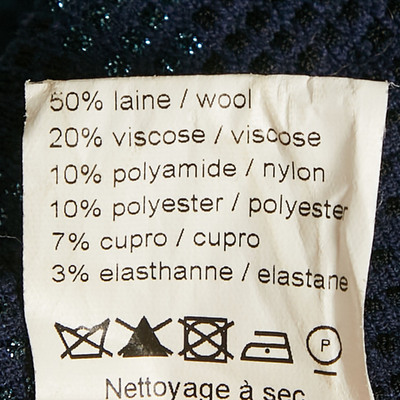 50% laine / wool
20% viscose / viscose
10% polyamide / nylon
10% polyester / polyester
7% cupro / cupro
3% elasthanne / elastane
P
Nettoyage à sec